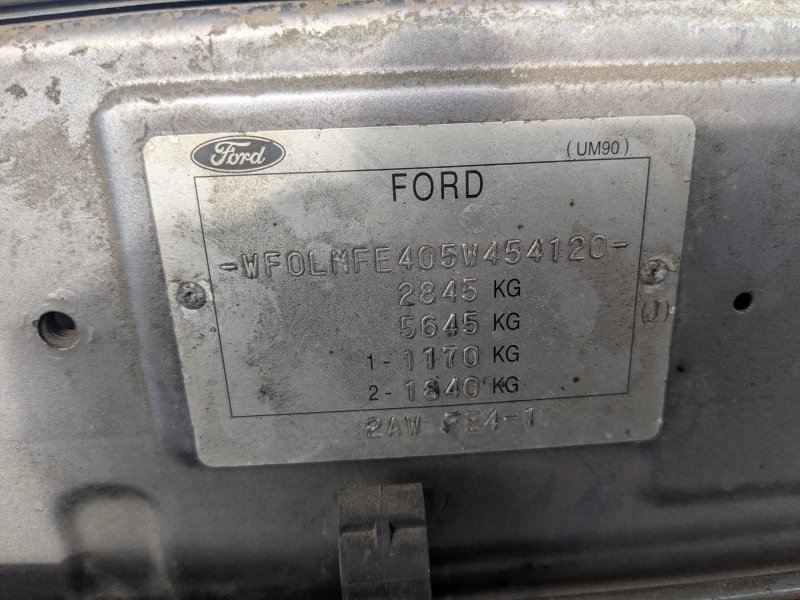 Ford
(UM90)
FORD
-WF0LMFE405W454120-
2845 KG
5645 KG
1-1170 KG
2-1840 KG
(J)
2AW FE4-1